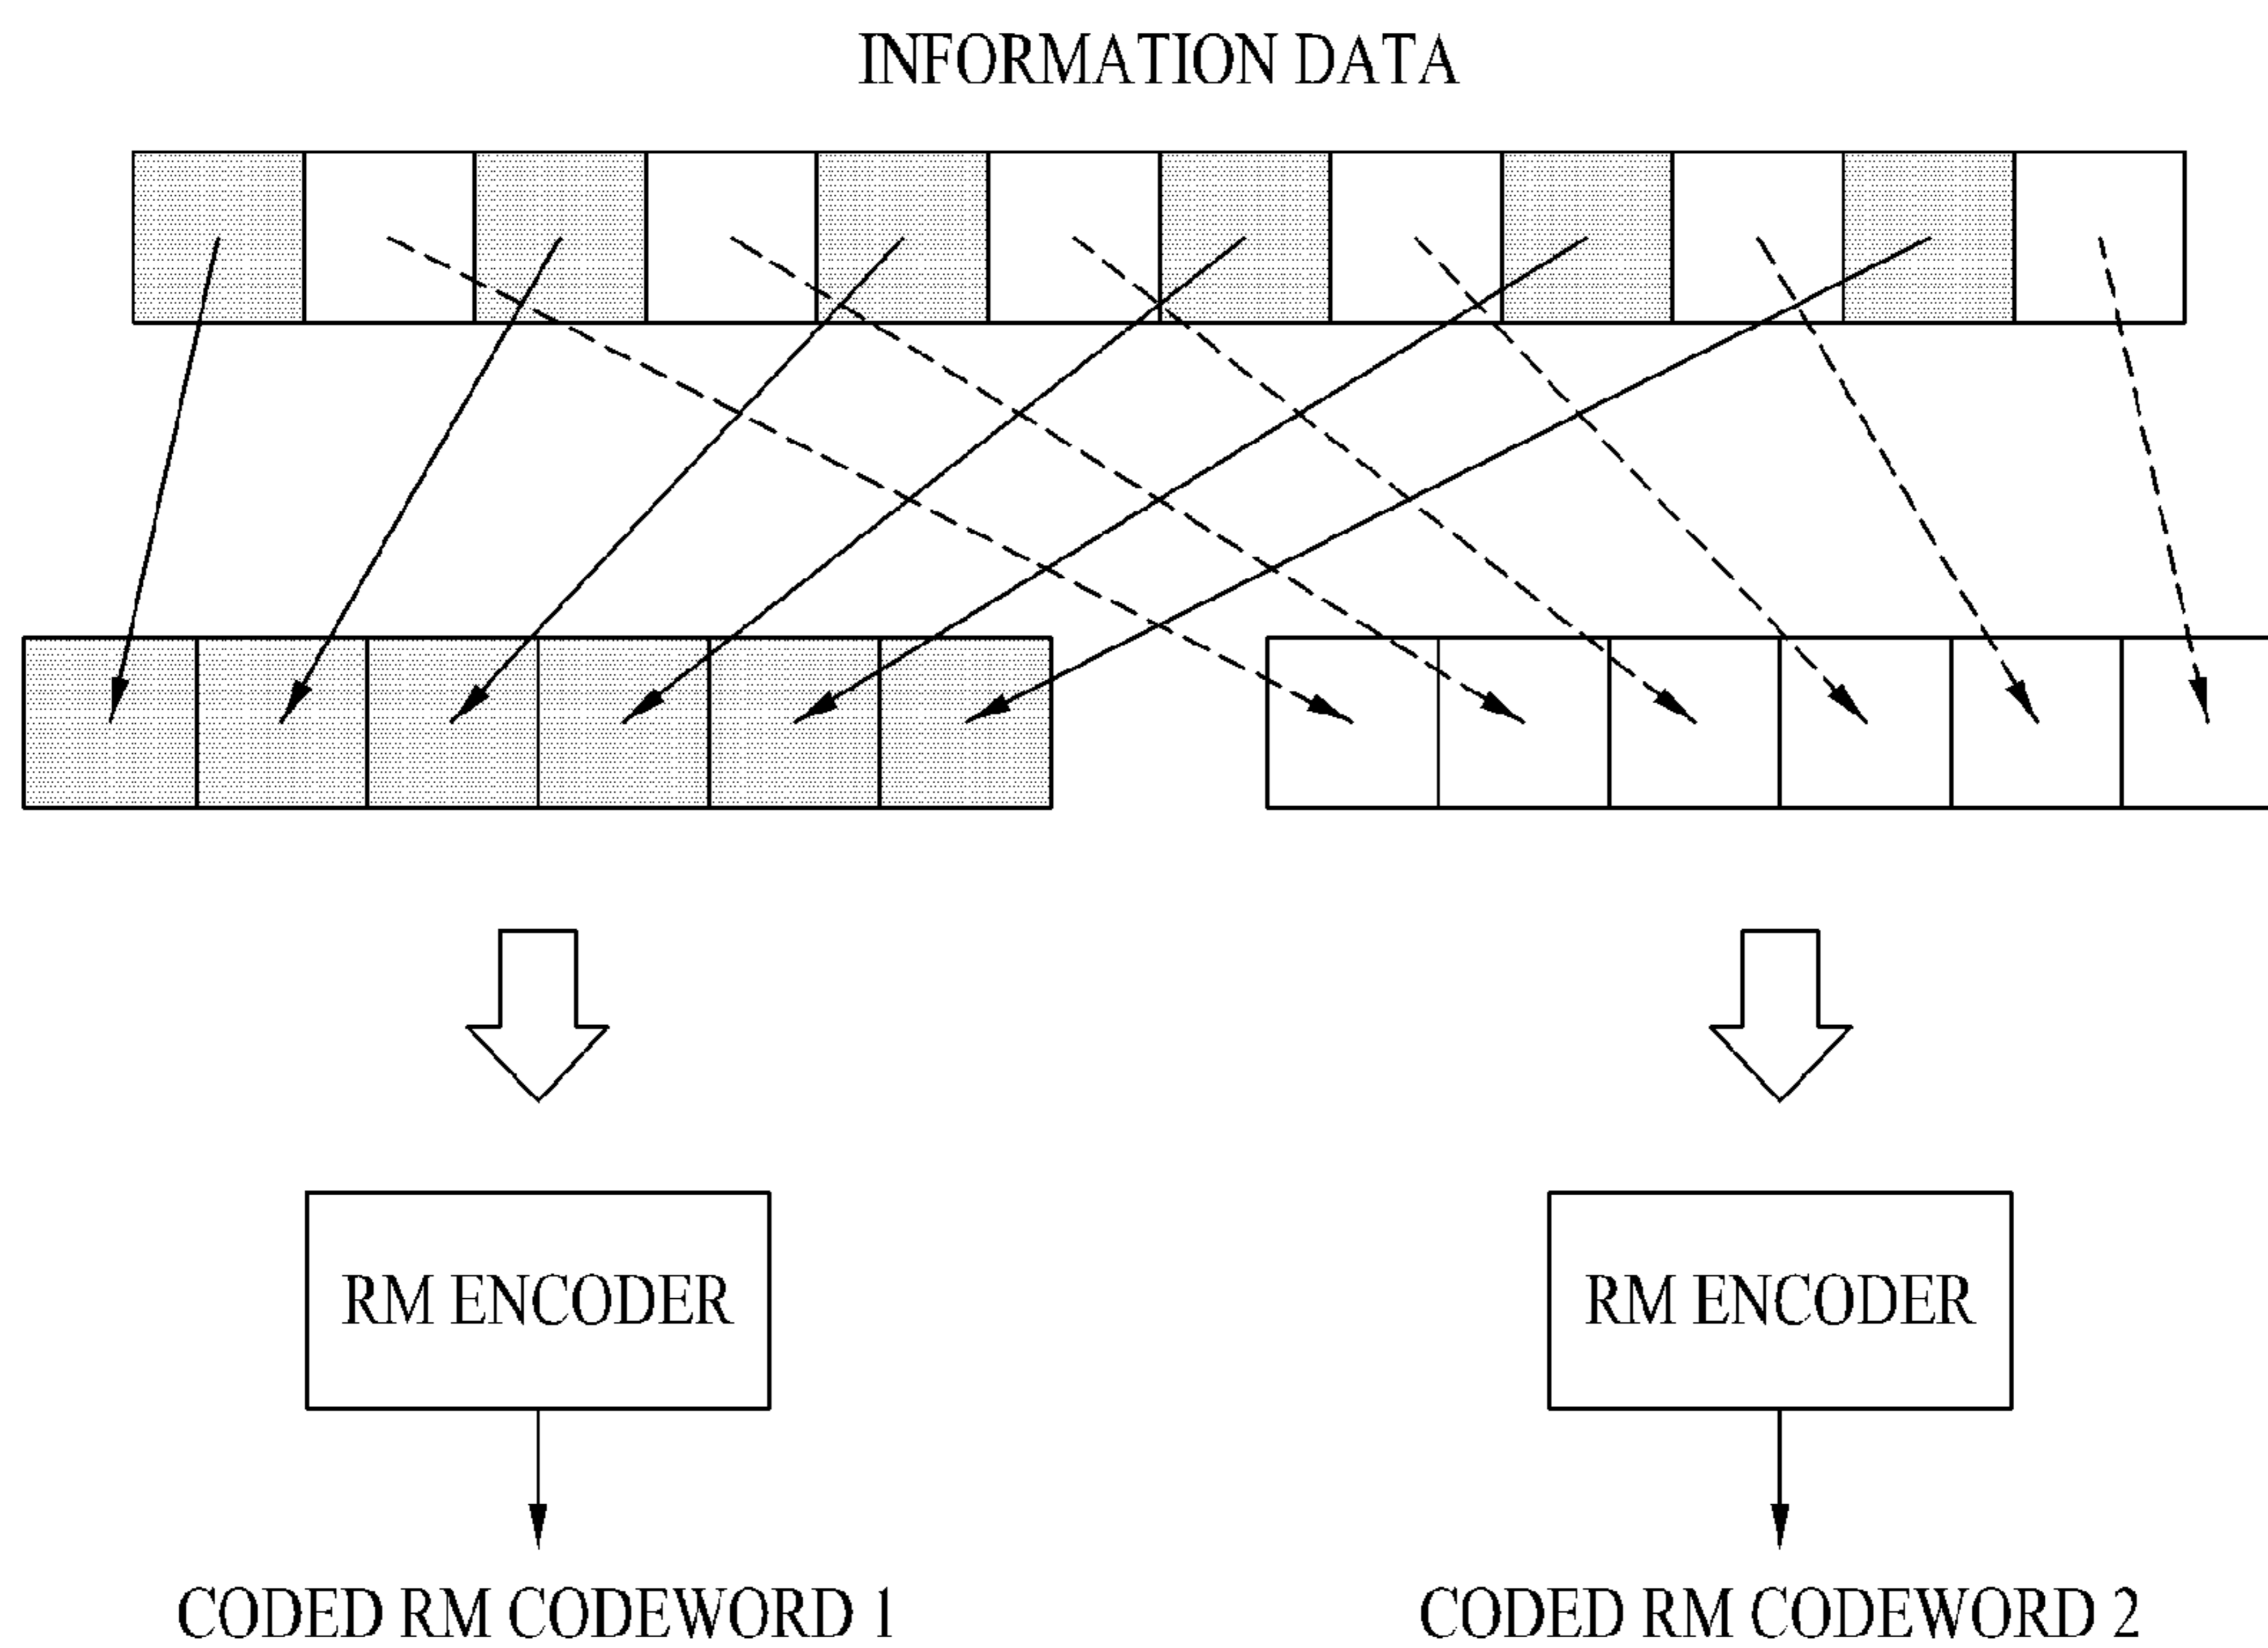 INFORMATION DATA
RM ENCODER
RM ENCODER
CODED RM CODEWORD 1
CODED RM CODEWORD 2